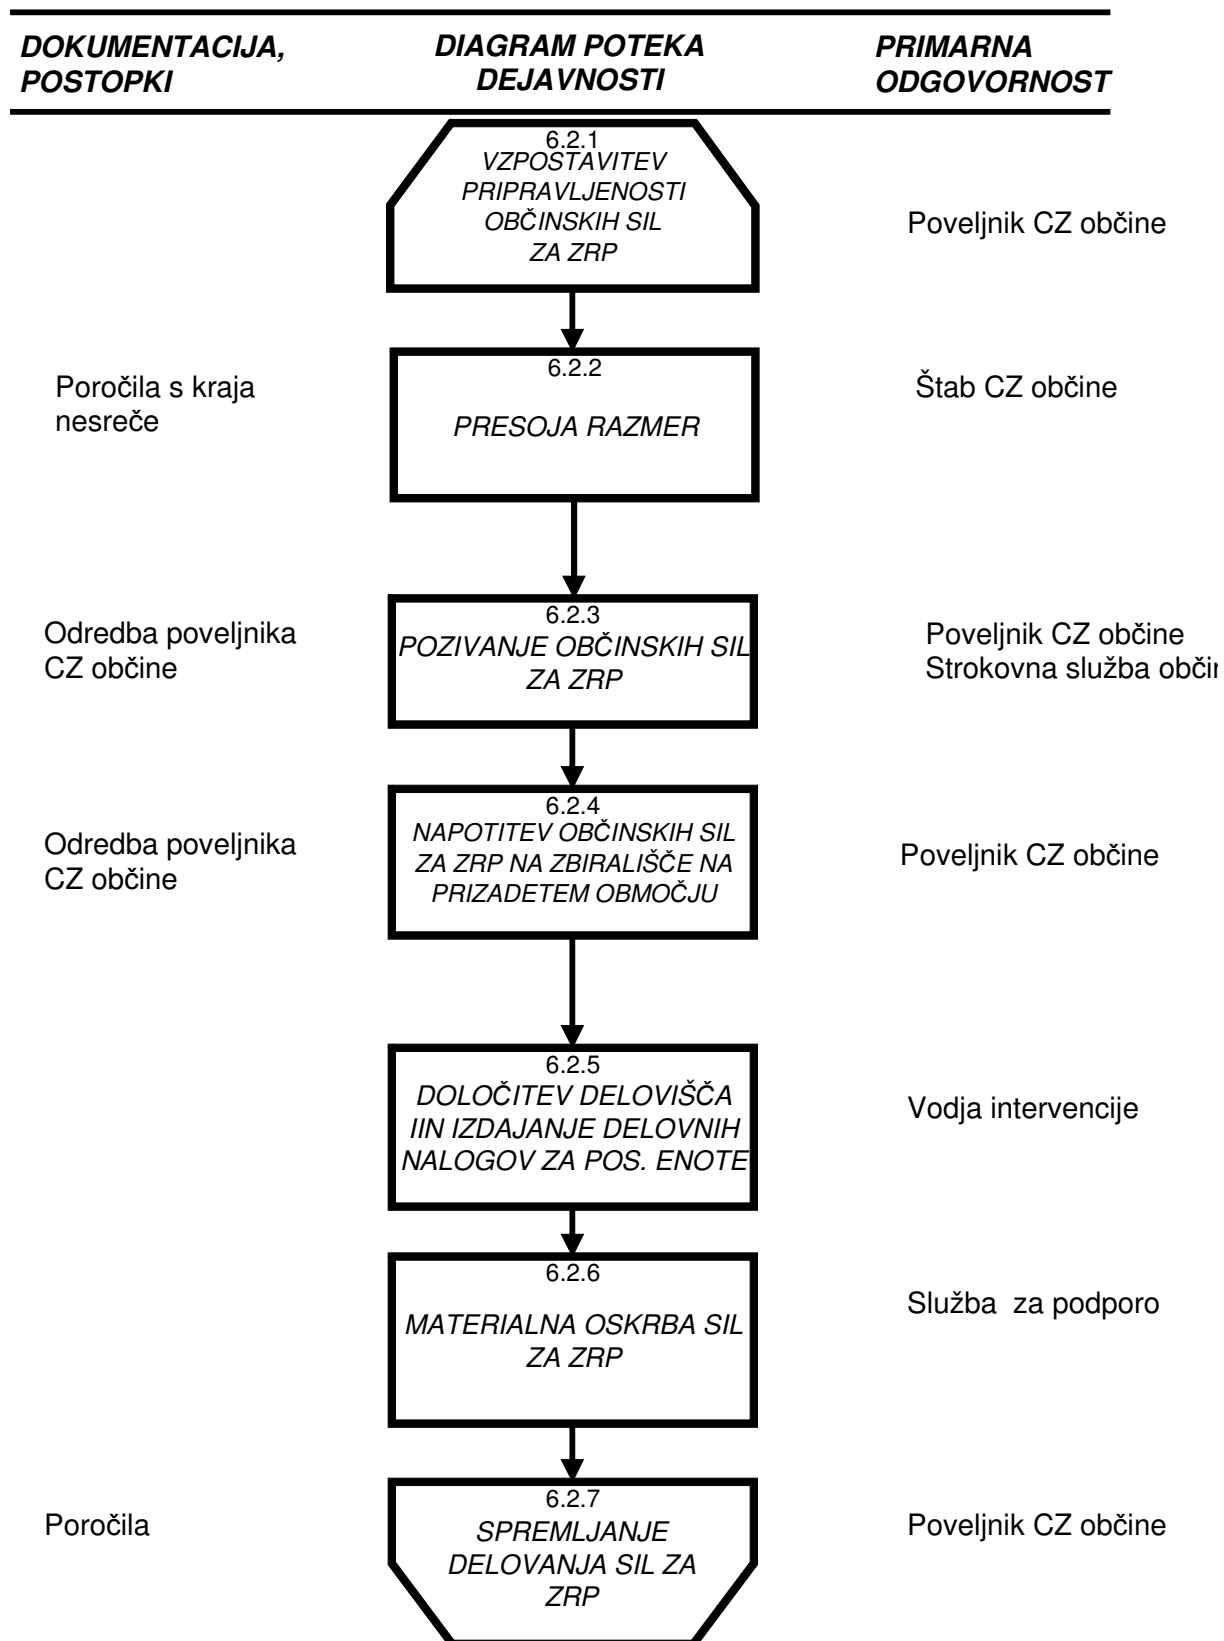 DOKUMENTACIJA,
POSTOPKI
DIAGRAM POTEKA
DEJAVNOSTI
PRIMARNA
ODGOVORNOST
6.2.1
VZPOSTAVITEV
PRIPRAVLJENOSTI
OBČINSKIH SIL
ZA ZRP
Poveljnik CZ občine
Poročila s kraja
nesreče
6.2.2
PRESOJA RAZMER
Štab CZ občine
Odredba poveljnika
CZ občine
6.2.3
POZIVANJE OBČINSKIH SIL
ZA ZRP
Poveljnik CZ občine
Strokovna služba
Odredba poveljnika
CZ občine
6.2.4
NAPOTITEV OBČINSKIH SIL
ZA ZRP NA ZBIRALIŠČE NA
PRIZADETEM OBMOČJU
Poveljnik CZ občine
6.2.5
DOLOČITEV DELOVIŠČA
IIN IZDAJANJE DELOVNIH
NALOGOV ZA POS. ENOTE
Vodja intervencije
6.2.6
MATERIALNA OSKRBA SIL
ZA ZRP
Služba za podporo
Poročila
6.2.7
SPREMLJANJE
DELOVANJA SIL ZA
ZRP
Poveljnik CZ občine